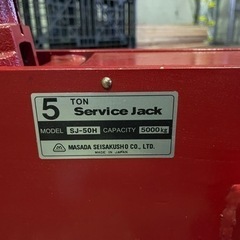 5 TON
Service Jack
MODEL SJ-50H CAPACITY 5000kg
MASADA SEISAKUSHO CO., LTD.
MADE IN JAPAN